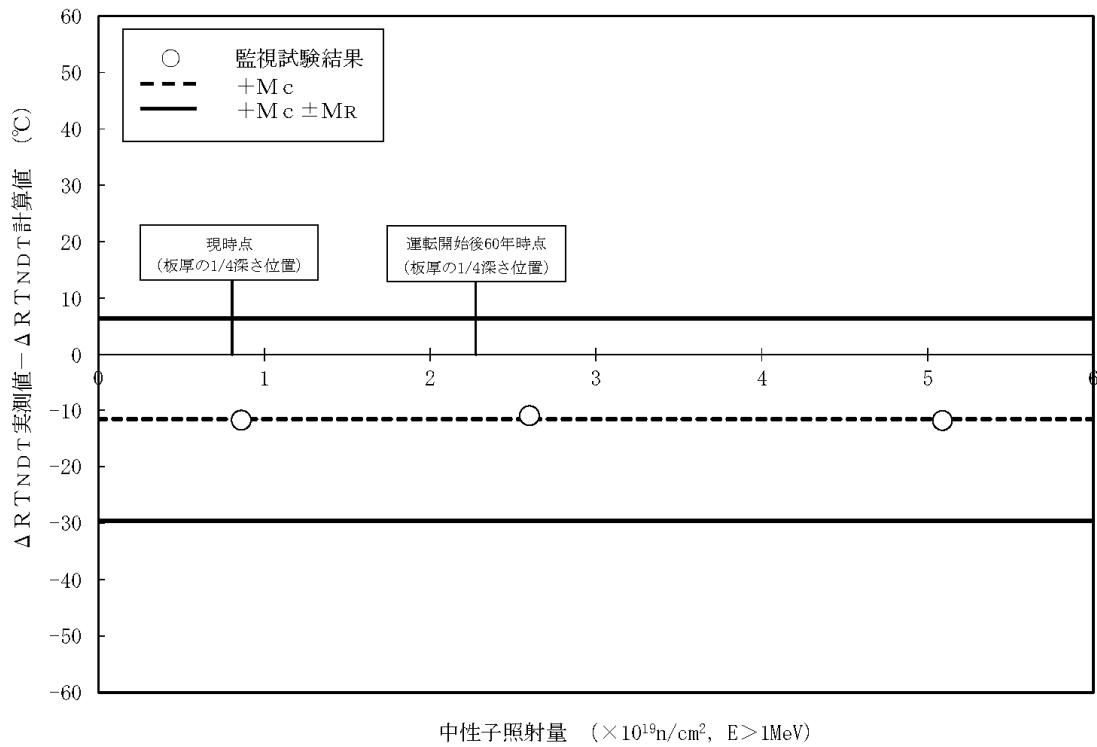 60
50
40
30
20
10
0
-10
-20
-30
-40
-50
-60
ΔRTNDT実測値－ΔRTNDT計算値 (℃)
監視試験結果
＋Mc
＋Mc±MR
現時点
(板厚の1/4深さ位置)
運転開始後60年時点
(板厚の1/4深さ位置)
0 1 2 3 4 5 6
中性子照射量 (×10¹⁹n/cm², E＞1MeV)